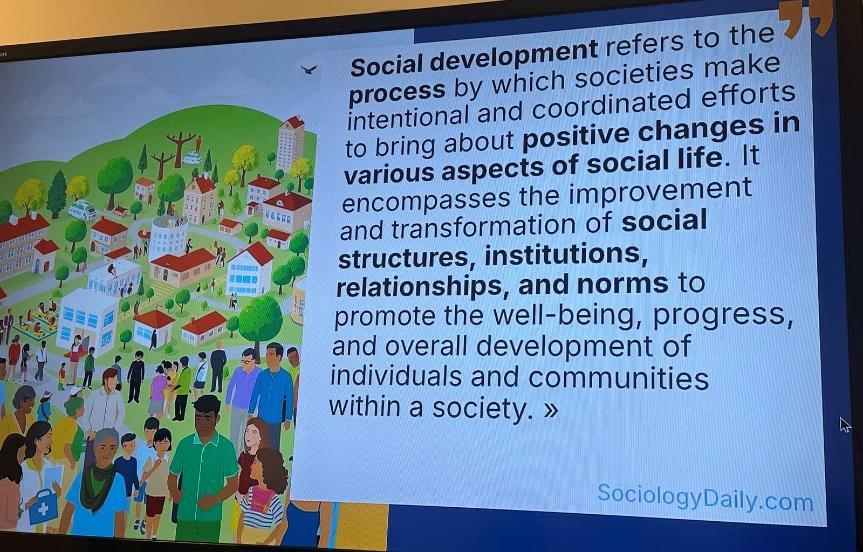 Social development refers to the
process by which societies make
intentional and coordinated efforts
to bring about positive changes in
various aspects of social life. It
encompasses the improvement
and transformation of social
structures, institutions,
relationships, and norms to
promote the well-being, progress,
and overall development of
individuals and communities
within a society. »
SociologyDaily.com